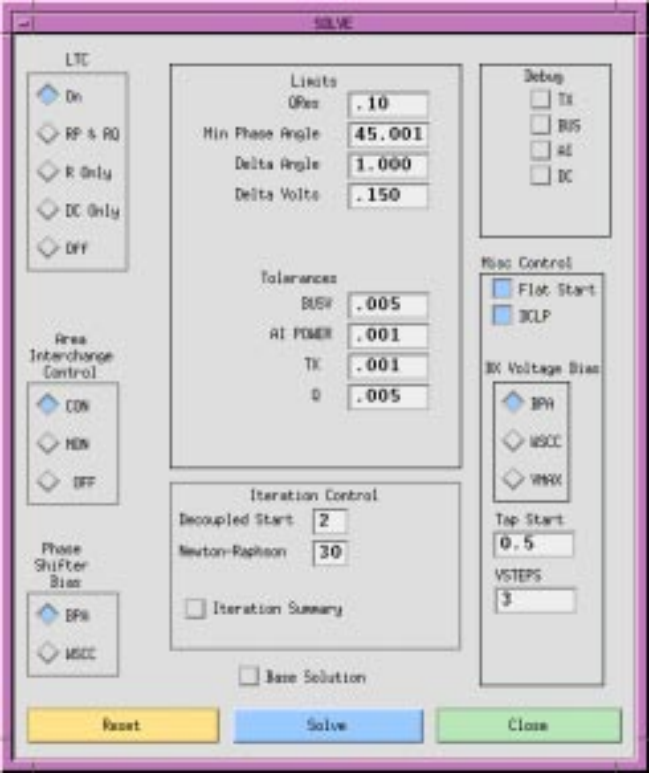 SOLVE
LTC
On
RP & RQ
R Only
DC Only
Off
Area
Interchange
Control
CON
MON
OFF
Phase
Shifter
Bias
BPA
WSCC
Limits
QRes .10
Min Phase Angle 45.001
Delta Angle 1.000
Delta Volts .150
Tolerances
BUSV .005
AI POWER .001
TX .001
Q .005
Iteration Control
Decoupled Start 2
Newton-Raphson 30
Iteration Summary
Base Solution
Debug
TX
BUS
AI
DC
Misc Control
Flat Start
DCLP
BX Voltage Bias
BPA
WSCC
VMAX
Tap Start
0.5
VSTEPS
3
Reset
Solve
Close